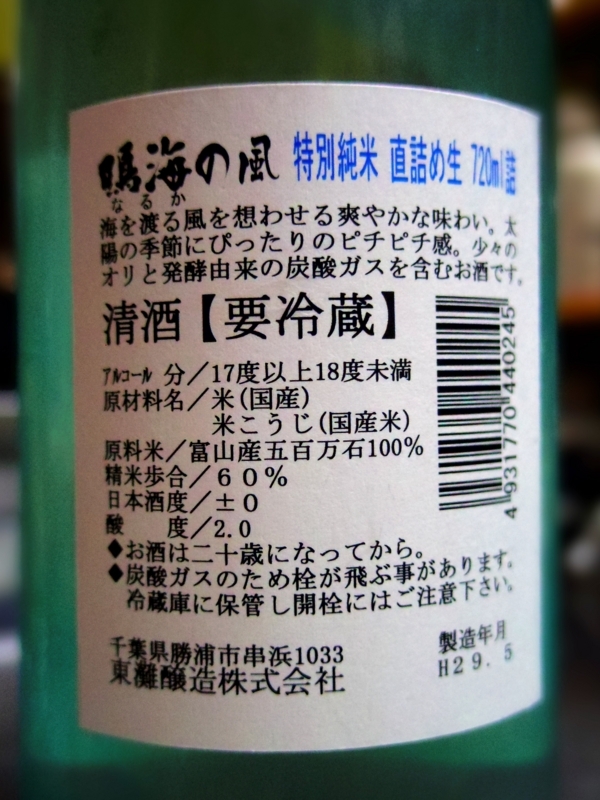 鳴海の風 特別純米 直詰め生 720ml詰
なるか
海を渡る風を想わせる爽やかな味わい。太
陽の季節にぴったりのピチピチ感。少々の
オリと発酵由来の炭酸ガスを含むお酒です。
清酒【要冷蔵】
アルコール 分／17度以上18度未満
原材料名／米(国産)
米こうじ(国産米)
原料米／富山産五百万石100%
精米歩合／60%
日本酒度／±0
酸 度／2.0
◆お酒は二十歳になってから。
◆炭酸ガスのため栓が飛ぶ事があります。
冷蔵庫に保管し開栓にはご注意下さい。
千葉県勝浦市串浜1033
東灘醸造株式会社
製造年月
H29. 5
4 931770 440245